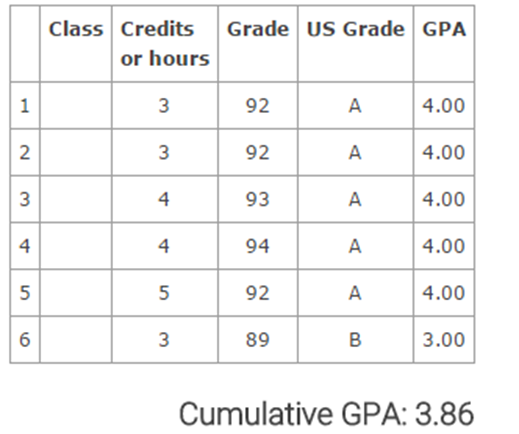 Class Credits or hours Grade US Grade GPA
1 3 92 A 4.00
2 3 92 A 4.00
3 4 93 A 4.00
4 4 94 A 4.00
5 5 92 A 4.00
6 3 89 B 3.00
Cumulative GPA: 3.86